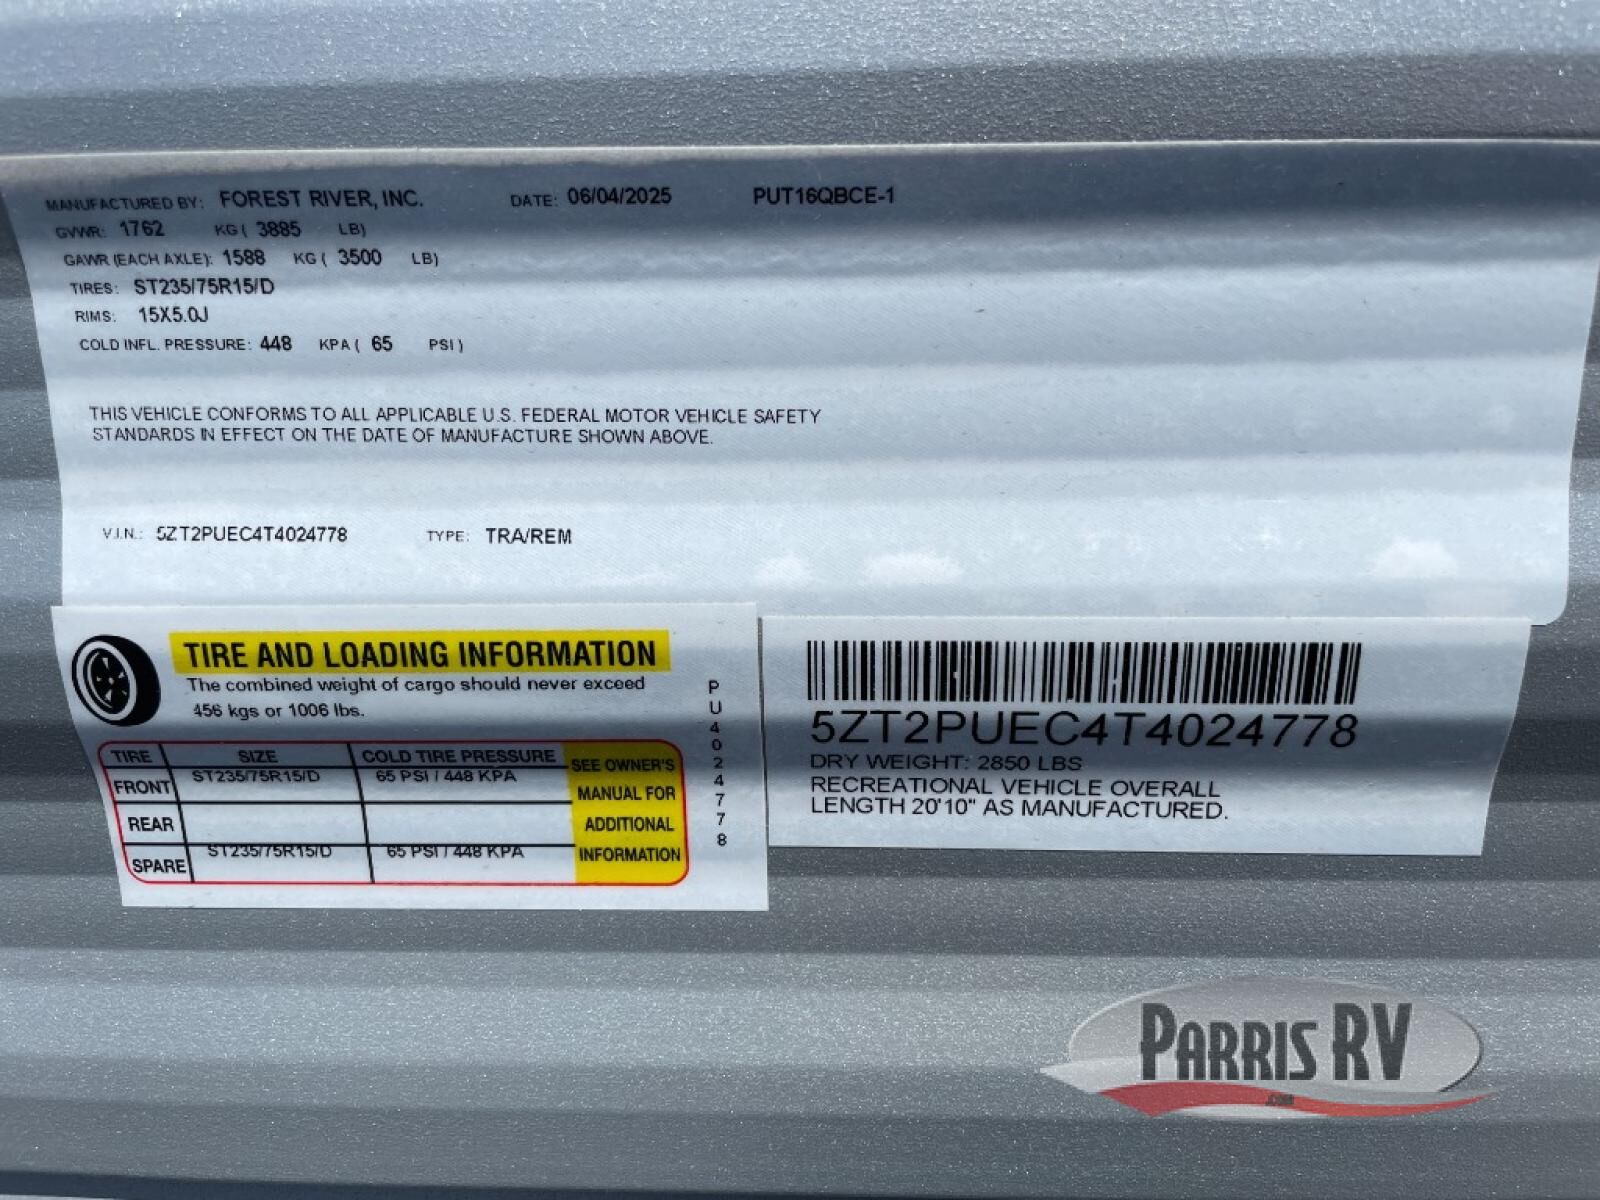 MANUFACTURED BY: FOREST RIVER, INC. DATE: 06/04/2025 PUT16QBCE-1
GVWR: 1762 KG( 3885 LB)
GAWR (EACH AXLE): 1588 KG ( 3500 LB)
TIRES: ST235/75R15/D
RIMS: 15X5.0J
COLD INFL. PRESSURE: 448 KPA ( 65 PSI )
THIS VEHICLE CONFORMS TO ALL APPLICABLE U.S. FEDERAL MOTOR VEHICLE SAFETY
STANDARDS IN EFFECT ON THE DATE OF MANUFACTURE SHOWN ABOVE.
V.I.N.: 5ZT2PUEC4T4024778 TYPE: TRA/REM
TIRE AND LOADING INFORMATION
The combined weight of cargo should never exceed
456 kgs or 1006 lbs.
TIRE SIZE COLD TIRE PRESSURE
FRONT ST235/75R15/D 65 PSI / 448 KPA
REAR
SPARE ST235/75R15/D 65 PSI / 448 KPA
SEE OWNER'S
MANUAL FOR
ADDITIONAL
INFORMATION
PU4024778
5ZT2PUEC4T4024778
DRY WEIGHT: 2850 LBS
RECREATIONAL VEHICLE OVERALL
LENGTH 20'10" AS MANUFACTURED.
PARRIS RV
.COM